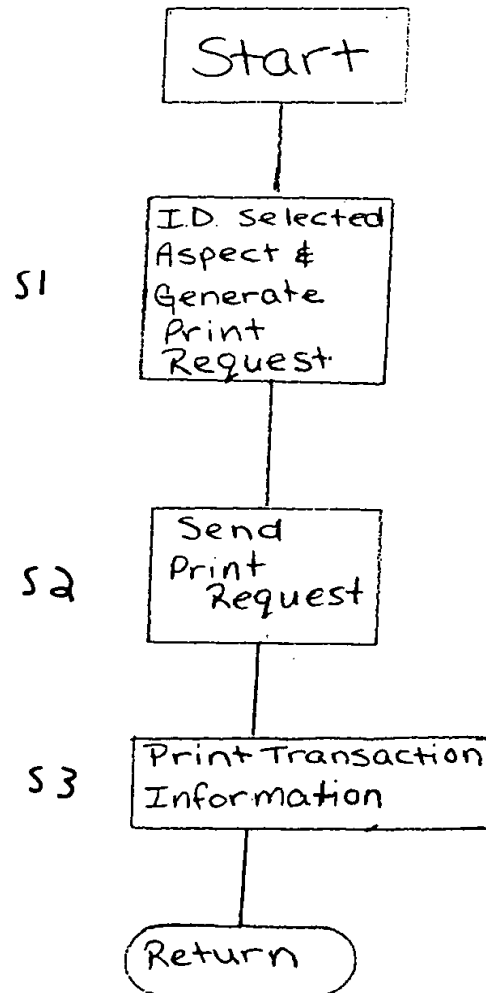 Start
I.D. Selected
Aspect &
S1
Generate
Print
Request.
Send
S2
Print
Request
Print Transaction
S3
Information
Return